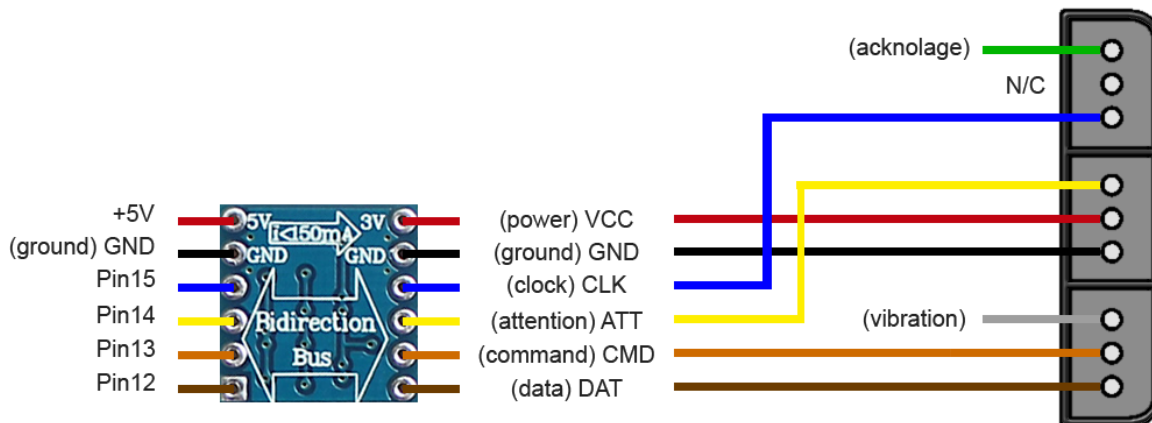 (acknolage)
N/C
+5V
(ground) GND
Pin15
Pin14
Pin13
Pin12
5V i<150mA 3V
GND GND
Bidirection
Bus
(power) VCC
(ground) GND
(clock) CLK
(attention) ATT
(command) CMD
(data) DAT
(vibration)